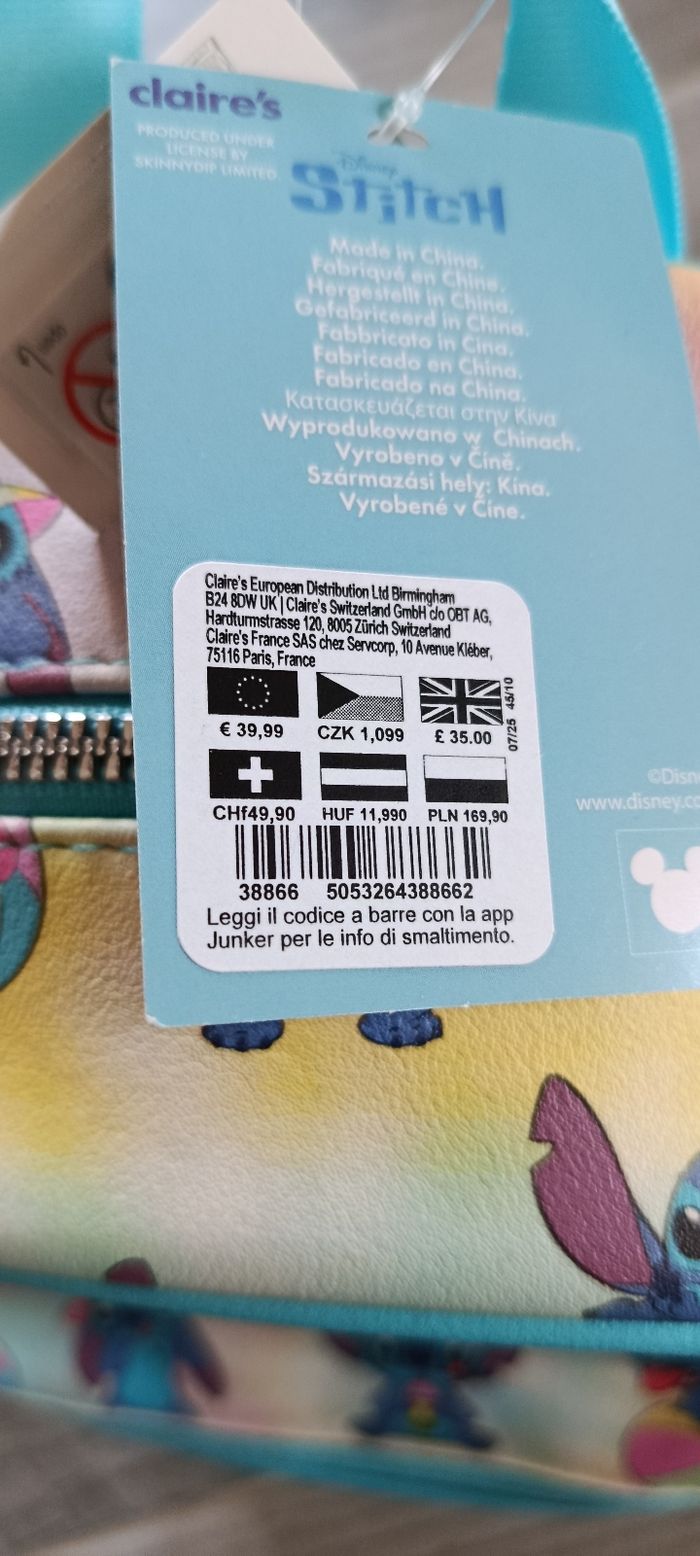 claire's
PRODUCED UNDER
LICENSE BY
SKINNYDIP LIMITED
Disney
Stitch
Made in China.
Fabriqué en Chine.
Hergestellt in China.
Gefabriceerd in China.
Fabbricato in Cina.
Fabricado en China.
Fabricado na China.
Κατασκευάζεται στην Κίνα
Wyprodukowano w Chinach.
Vyrobeno v Číně.
Származási hely: Kína.
Vyrobené v Číne.
Claire's European Distribution Ltd Birmingham
B24 8DW UK | Claire's Switzerland GmbH c/o OBT AG,
Hardturmstrasse 120, 8005 Zürich Switzerland
Claire's France SAS chez Servcorp, 10 Avenue Kléber,
75116 Paris, France
€ 39,99 CZK 1,099 £ 35.00
07/25 45/10
CHf49,90 HUF 11,990 PLN 169,90
38866 5053264388662
Leggi il codice a barre con la app
Junker per le info di smaltimento.
©Disn
www.disney.co